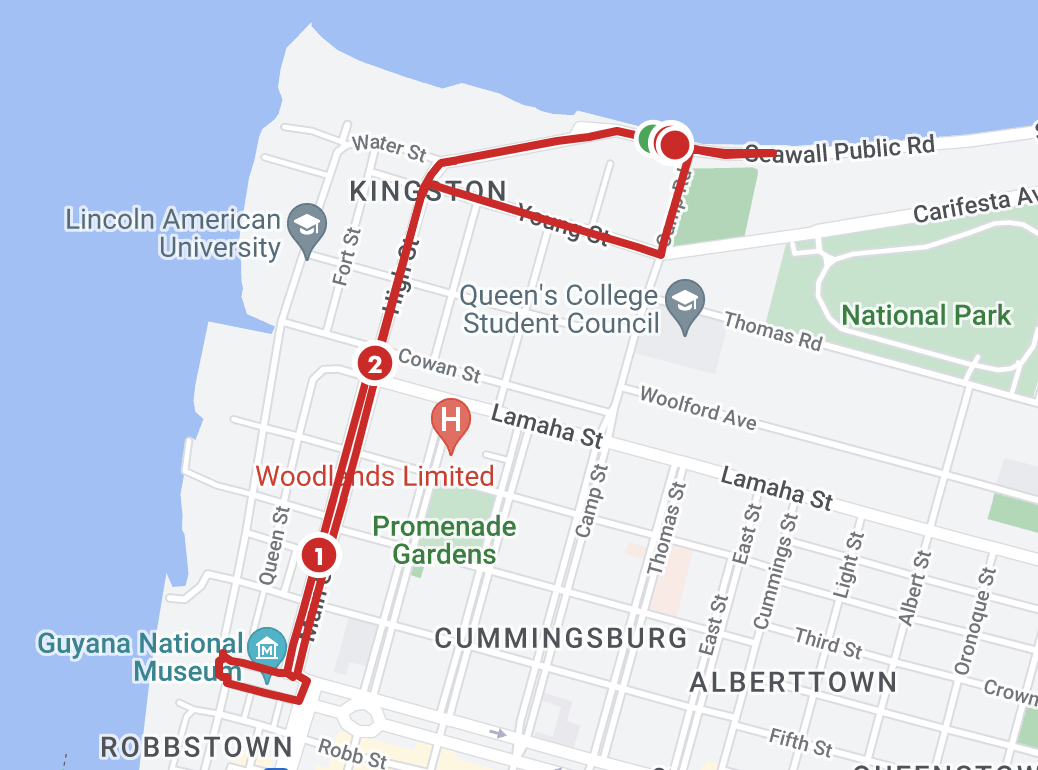 Water St
Seawall Public Rd
KINGSTON
Camp Rd
Carifesta Av
Young St
Lincoln American
University
Fort St
High St
Queen's College
Student Council
National Park
Thomas Rd
2
Cowan St
Woolford Ave
H
Lamaha St
Woodlands Limited
Lamaha St
Camp St
Thomas St
Promenade
Gardens
East St
Cummings St
Light St
Queen St
1
Albert St
Oronoque St
Main S
East St
Guyana National
Museum
M
CUMMINGSBURG
Third St
ALBERTTOWN
Crown
Fifth St
ROBBSTOWN
Robb St